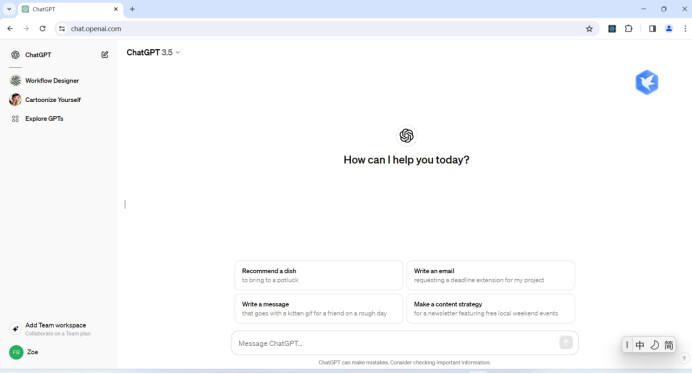 ChatGPT
chat.openai.com
ChatGPT
Workflow Designer
Cartoonize Yourself
Explore GPTs
ChatGPT 3.5
How can I help you today?
Recommend a dish
to bring to a potluck
Write an email
requesting a deadline extension for my project
Write a message
that goes with a kitten gif for a friend on a rough day
Make a content strategy
for a newsletter featuring free local weekend events
Add Team workspace
Collaborate on a Team plan
FR
Zoe
Message ChatGPT...
中 简
ChatGPT can make mistakes. Consider checking important information.
?